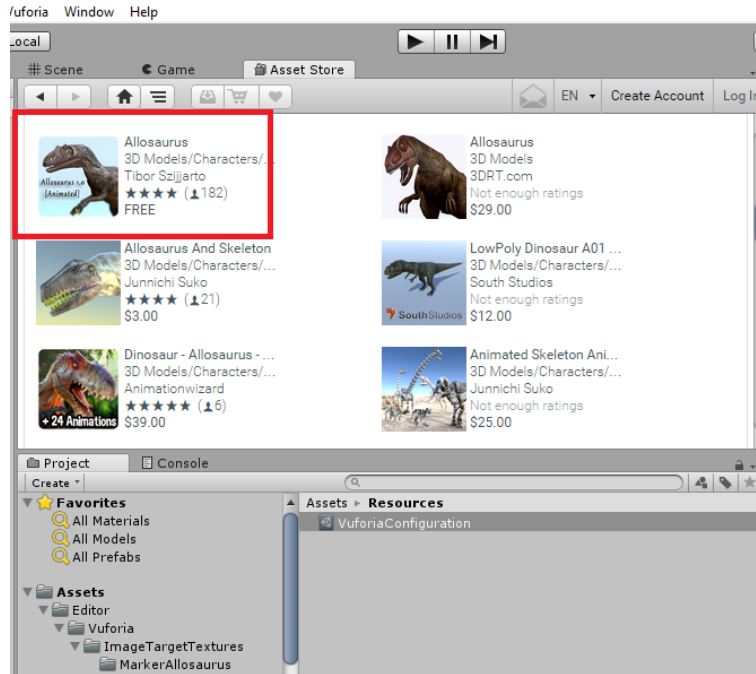 Vuforia Window Help
Local
Scene Game Asset Store
EN Create Account Log In
Allosaurus
3D Models/Characters/...
Tibor Szijjarto
(182)
FREE
Allosaurus 1.0
[Animated]
Allosaurus
3D Models
3DRT.com
Not enough ratings
$29.00
Allosaurus And Skeleton
3D Models/Characters/...
Junnichi Suko
(21)
$3.00
LowPoly Dinosaur A01 ...
3D Models/Characters/...
South Studios
Not enough ratings
$12.00
SouthStudios
Dinosaur - Allosaurus - ...
3D Models/Characters/...
Animationwizard
(6)
$39.00
+ 24 Animations
Animated Skeleton Ani...
3D Models/Characters/...
Junnichi Suko
Not enough ratings
$25.00
Project Console
Create
Favorites
All Materials
All Models
All Prefabs
Assets
Editor
Vuforia
ImageTargetTextures
MarkerAllosaurus
Assets Resources
VuforiaConfiguration